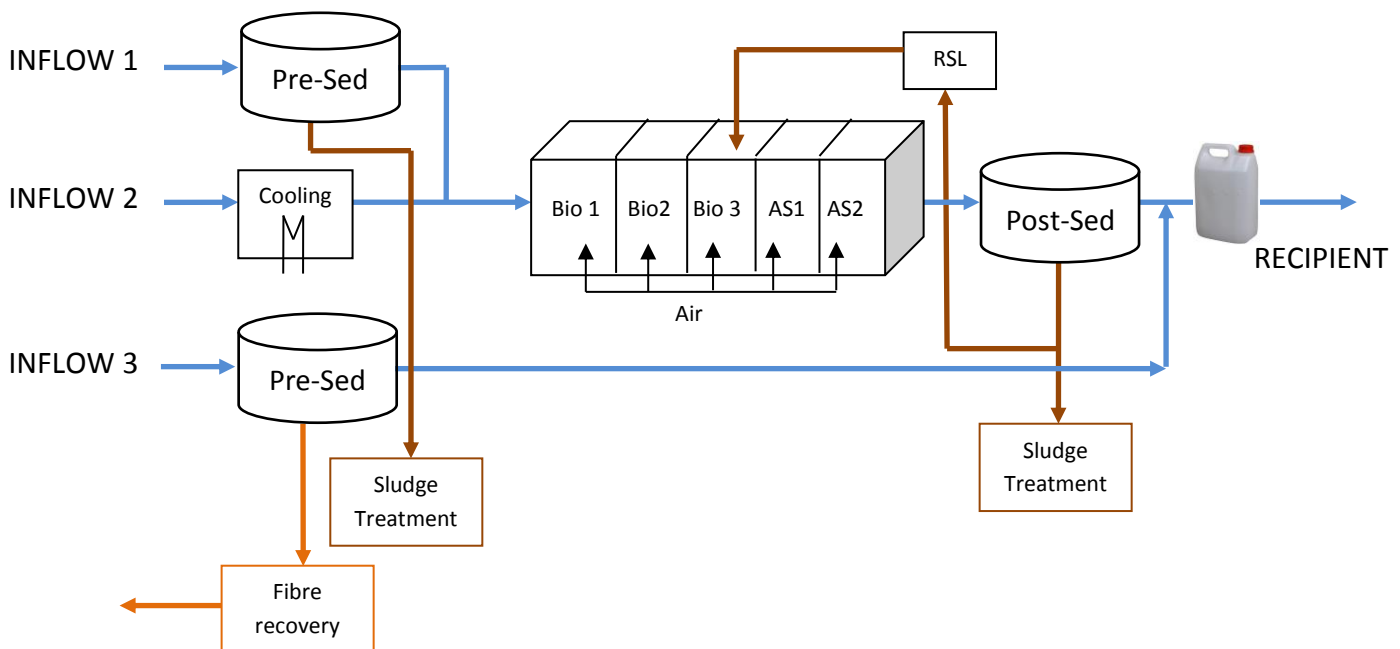 INFLOW 1
Pre-Sed
RSL
INFLOW 2
Cooling
Bio 1
Bio2
Bio 3
AS1
AS2
Post-Sed
RECIPIENT
Air
INFLOW 3
Pre-Sed
Sludge
Treatment
Sludge
Treatment
Fibre
recovery